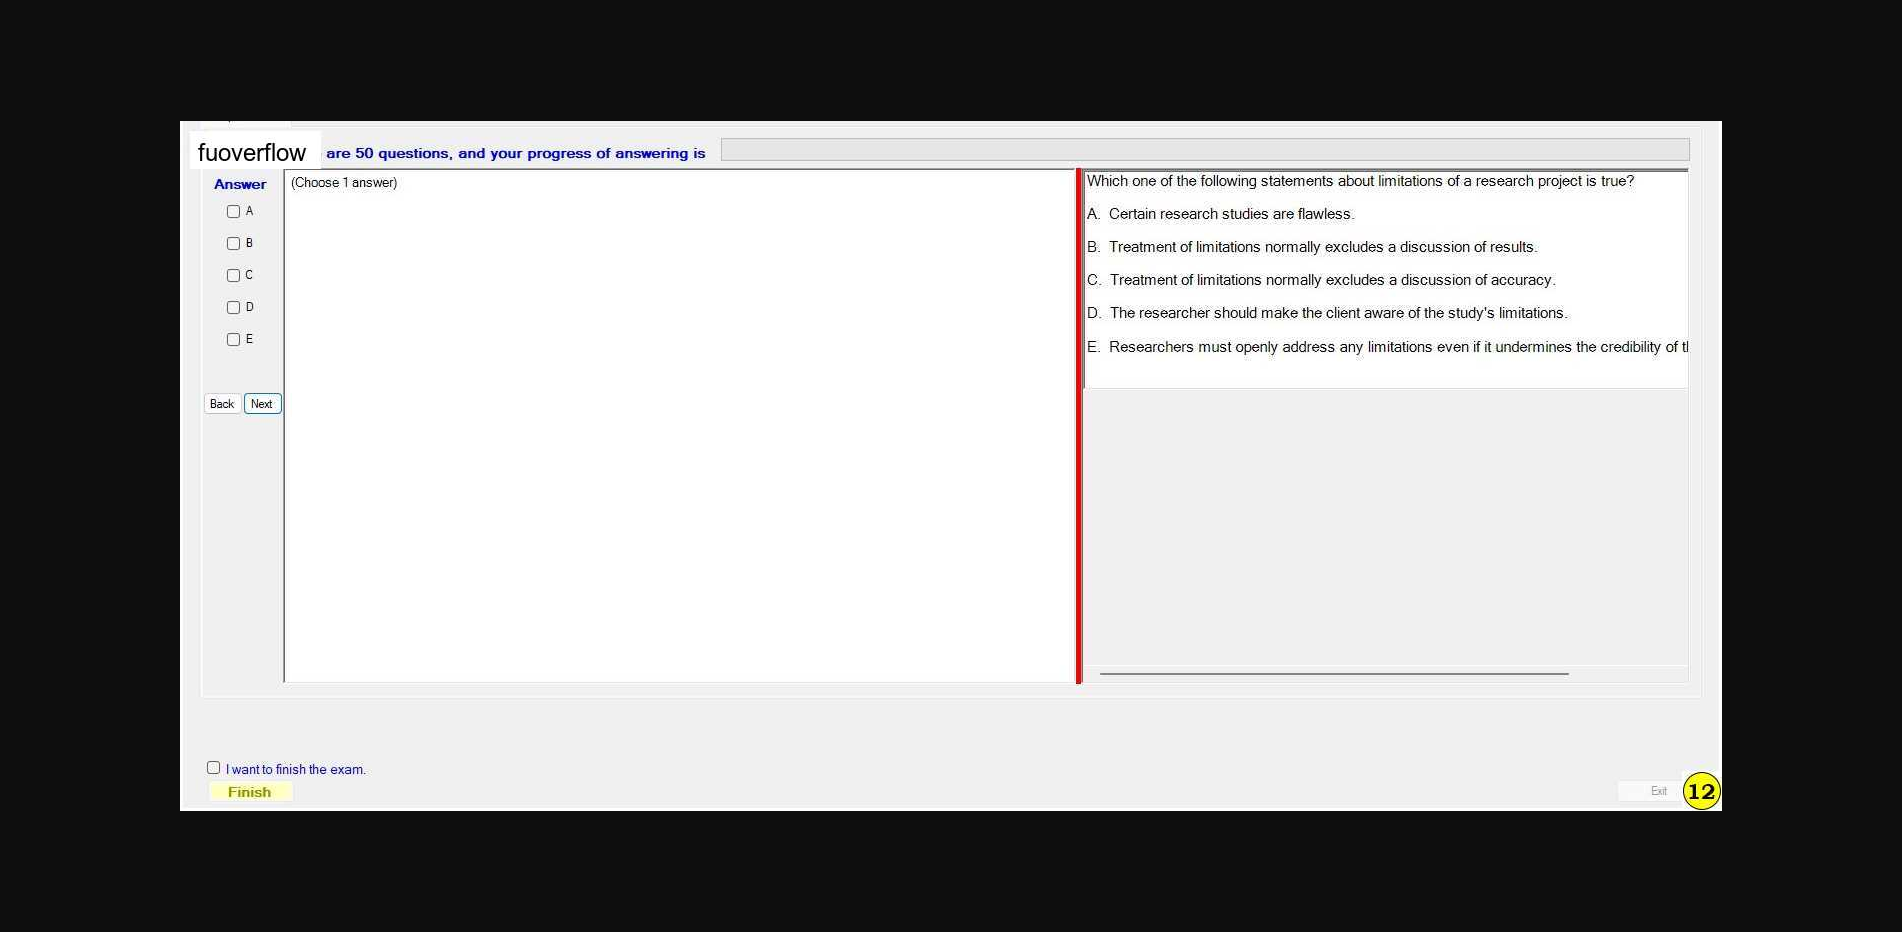 fuoverflow are 50 questions, and your progress of answering is
Answer
(Choose 1 answer)
A
B
C
D
E
Back Next
Which one of the following statements about limitations of a research project is true?
A. Certain research studies are flawless.
B. Treatment of limitations normally excludes a discussion of results.
C. Treatment of limitations normally excludes a discussion of accuracy.
D. The researcher should make the client aware of the study's limitations.
E. Researchers must openly address any limitations even if it undermines the credibility of
I want to finish the exam.
Finish
Exit
12